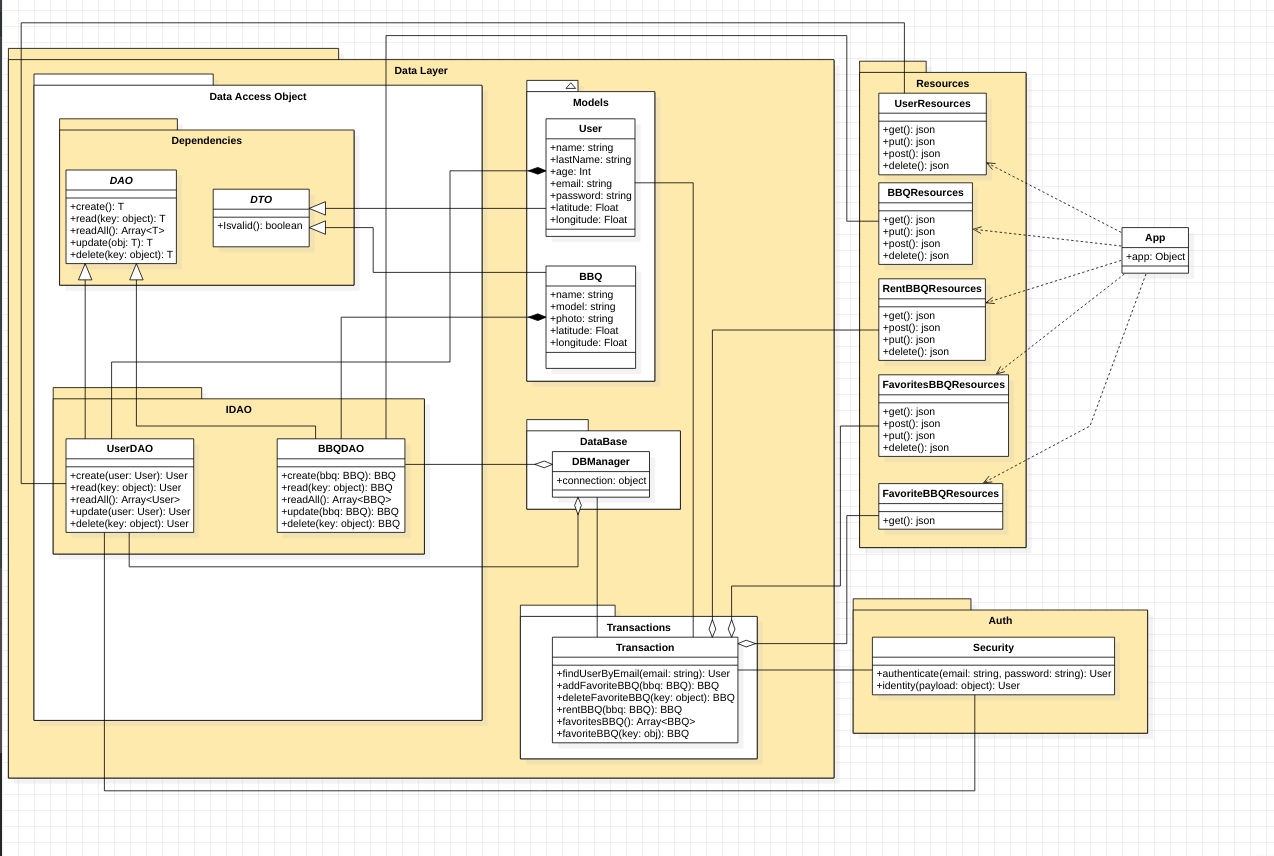 Data Layer
Data Access Object
Dependencies
DAO
+create(): T
+read(key: object): T
+readAll(): Array<T>
+update(obj: T): T
+delete(key: object): T
DTO
+Isvalid(): boolean
Models
User
+name: string
+lastName: string
+age: Int
+email: string
+password: string
+latitude: Float
+longitude: Float
BBQ
+name: string
+model: string
+photo: string
+latitude: Float
+longitude: Float
IDAO
UserDAO
+create(user: User): User
+read(key: object): User
+readAll(): Array<User>
+update(user: User): User
+delete(key: object): User
BBQDAO
+create(bbq: BBQ): BBQ
+read(key: object): BBQ
+readAll(): Array<BBQ>
+update(bbq: BBQ): BBQ
+delete(key: object): BBQ
DataBase
DBManager
+connection: object
Transactions
Transaction
+findUserByEmail(email: string): User
+addFavoriteBBQ(bbq: BBQ): BBQ
+deleteFavoriteBBQ(key: object): BBQ
+rentBBQ(bbq: BBQ): BBQ
+favoritesBBQ(): Array<BBQ>
+favoriteBBQ(key: obj): BBQ
Resources
UserResources
+get(): json
+put(): json
+post(): json
+delete(): json
BBQResources
+get(): json
+put(): json
+post(): json
+delete(): json
RentBBQResources
+get(): json
+post(): json
+put(): json
+delete(): json
FavoritesBBQResources
+get(): json
+post(): json
+put(): json
+delete(): json
FavoriteBBQResources
+get(): json
App
+app: Object
Auth
Security
+authenticate(email: string, password: string): User
+identity(payload: object): User